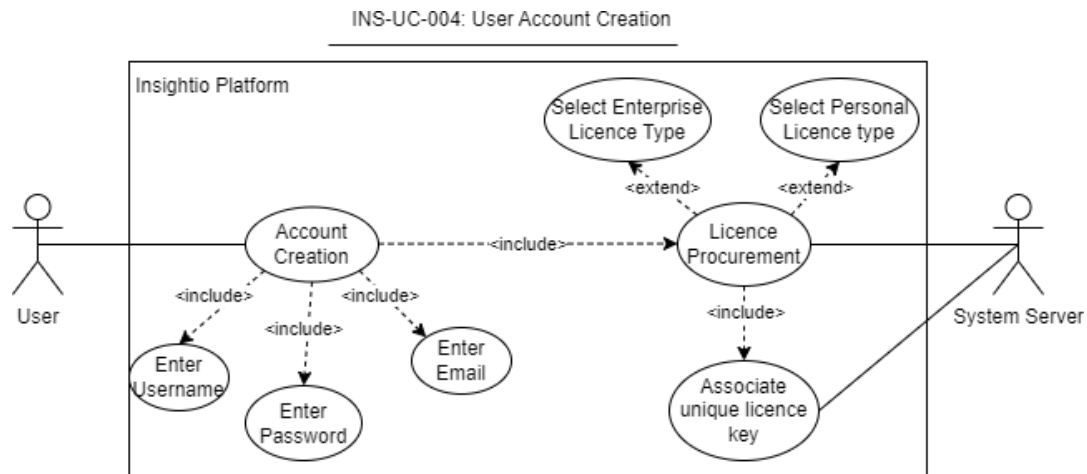 INS-UC-004: User Account Creation
Insightio Platform
Select Enterprise
Licence Type
Select Personal
Licence type
<extend>
<extend>
Account
Creation
<include>
Licence
Procurement
User
System Server
<include>
<include>
<include>
<include>
Enter
Username
Enter
Password
Enter
Email
Associate
unique licence
key